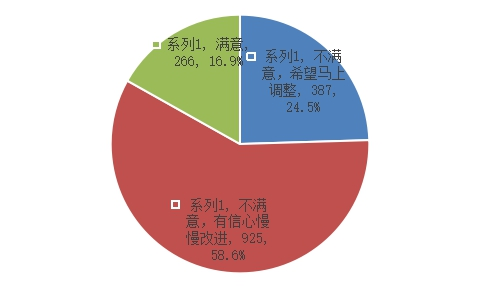 系列1, 满意,
266, 16.9%
系列1, 不满
意，希望马上
调整, 387,
24.5%
系列1, 不满
意，有信心慢
慢改进, 925,
58.6%